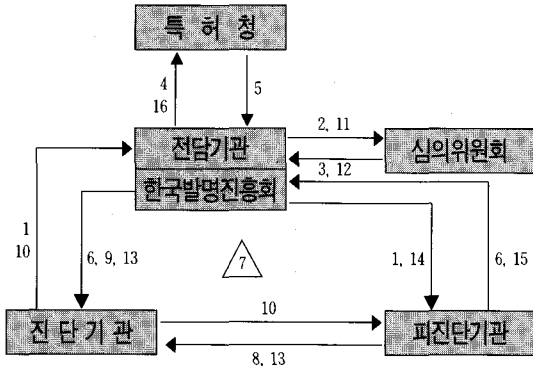 특 허 청
4
16
5
전담기관
2, 11
심의위원회
3, 12
한국발명진흥회
1
10
6, 9, 13
7
1, 14
6, 15
진 단 기 관
10
피진단기관
8, 13